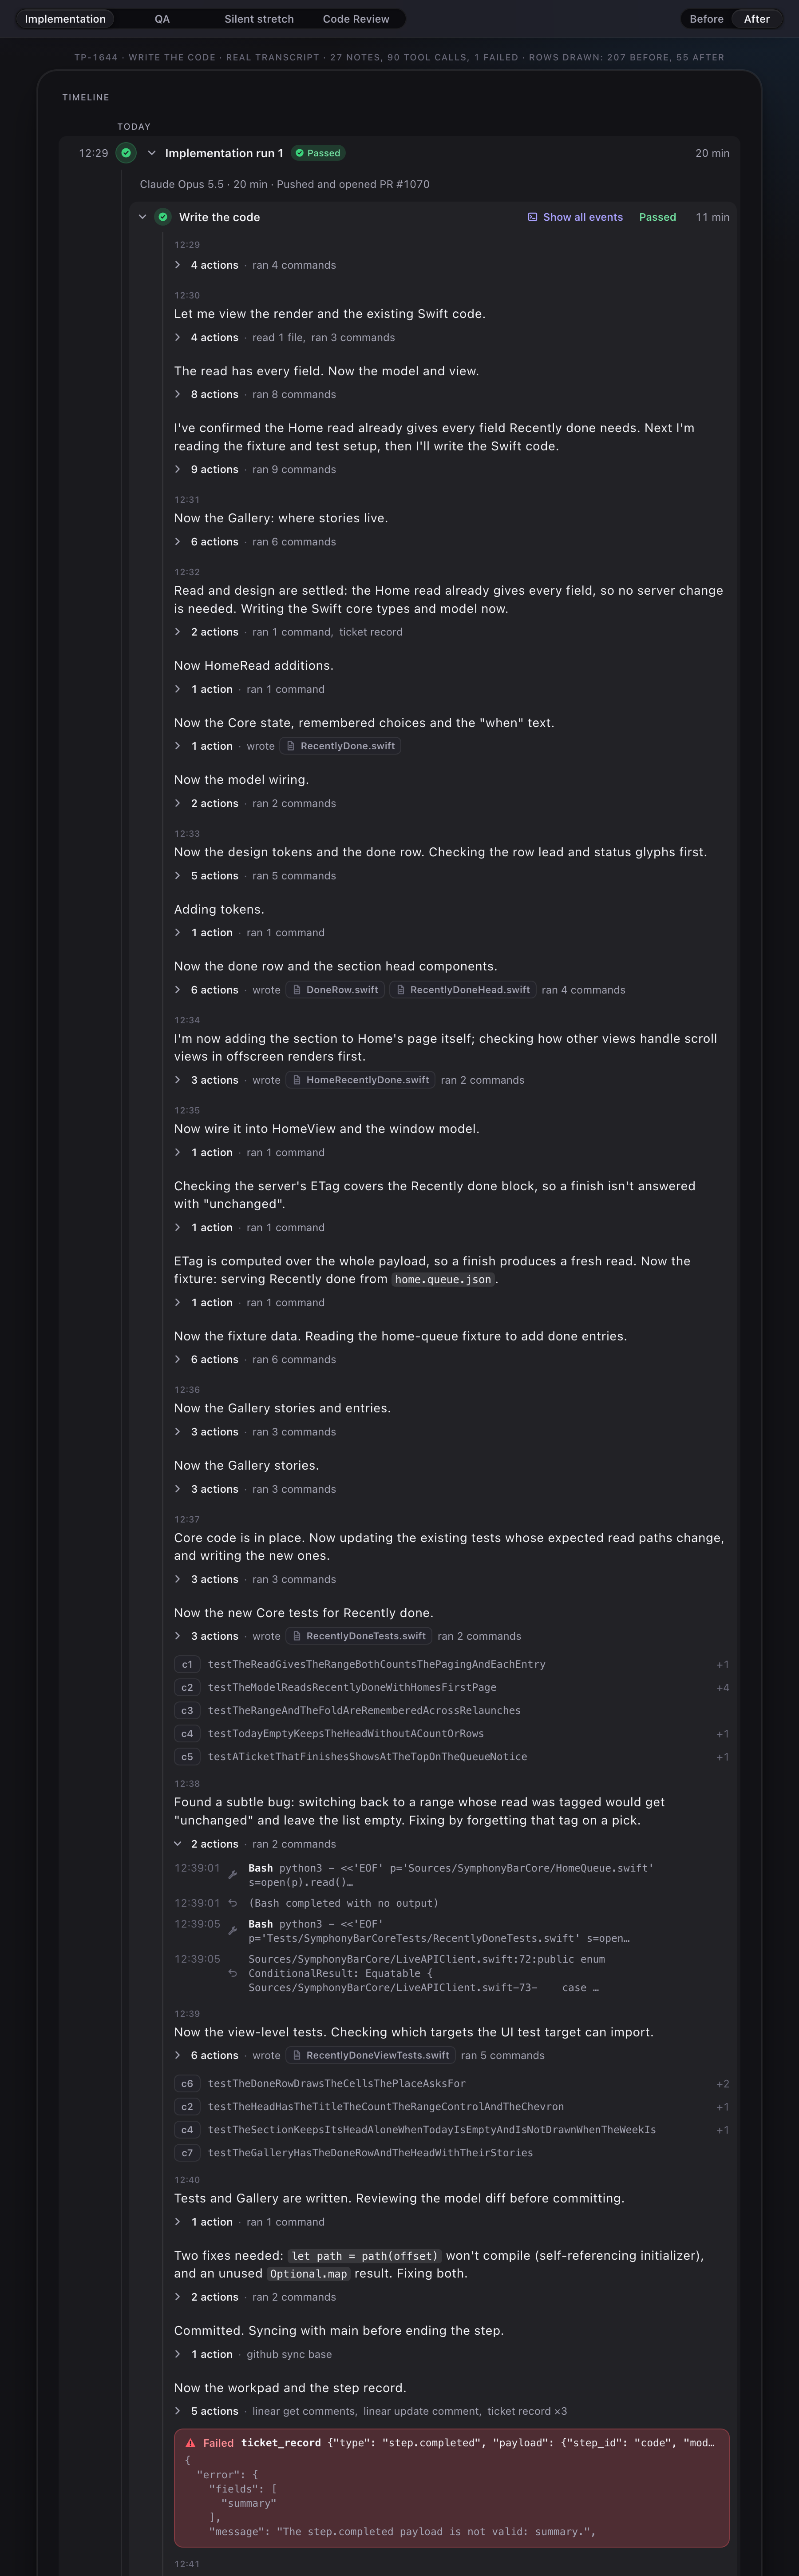 Implementation QA Silent stretch Code Review Before After
TP-1644 · WRITE THE CODE · REAL TRANSCRIPT · 27 NOTES, 90 TOOL CALLS, 1 FAILED · ROWS DRAWN: 207 BEFORE, 55 AFTER
TIMELINE
TODAY
12:29 Implementation run 1 Passed 20 min
Claude Opus 5.5 · 20 min · Pushed and opened PR #1070
Write the code Show all events Passed 11 min
12:29
4 actions · ran 4 commands
12:30
Let me view the render and the existing Swift code.
4 actions · read 1 file, ran 3 commands
The read has every field. Now the model and view.
8 actions · ran 8 commands
I've confirmed the Home read already gives every field Recently done needs. Next I'm
reading the fixture and test setup, then I'll write the Swift code.
9 actions · ran 9 commands
12:31
Now the Gallery: where stories live.
6 actions · ran 6 commands
12:32
Read and design are settled: the Home read already gives every field, so no server change
is needed. Writing the Swift core types and model now.
2 actions · ran 1 command, ticket record
Now HomeRead additions.
1 action · ran 1 command
Now the Core state, remembered choices and the "when" text.
1 action · wrote RecentlyDone.swift
Now the model wiring.
2 actions · ran 2 commands
12:33
Now the design tokens and the done row. Checking the row lead and status glyphs first.
5 actions · ran 5 commands
Adding tokens.
1 action · ran 1 command
Now the done row and the section head components.
6 actions · wrote DoneRow.swift RecentlyDoneHead.swift ran 4 commands
12:34
I'm now adding the section to Home's page itself; checking how other views handle scroll
views in offscreen renders first.
3 actions · wrote HomeRecentlyDone.swift ran 2 commands
12:35
Now wire it into HomeView and the window model.
1 action · ran 1 command
Checking the server's ETag covers the Recently done block, so a finish isn't answered
with "unchanged".
1 action · ran 1 command
ETag is computed over the whole payload, so a finish produces a fresh read. Now the
fixture: serving Recently done from home.queue.json.
1 action · ran 1 command
Now the fixture data. Reading the home-queue fixture to add done entries.
6 actions · ran 6 commands
12:36
Now the Gallery stories and entries.
3 actions · ran 3 commands
Now the Gallery stories.
3 actions · ran 3 commands
12:37
Core code is in place. Now updating the existing tests whose expected read paths change,
and writing the new ones.
3 actions · ran 3 commands
Now the new Core tests for Recently done.
3 actions · wrote RecentlyDoneTests.swift ran 2 commands
c1 testTheReadGivesTheRangeBothCountsThePagingAndEachEntry +1
c2 testTheModelReadsRecentlyDoneWithHomesFirstPage +4
c3 testTheRangeAndTheFoldAreRememberedAcrossRelaunches
c4 testTodayEmptyKeepsTheHeadWithoutACountOrRows +1
c5 testATicketThatFinishesShowsAtTheTopOnTheQueueNotice +1
12:38
Found a subtle bug: switching back to a range whose read was tagged would get
"unchanged" and leave the list empty. Fixing by forgetting that tag on a pick.
2 actions · ran 2 commands
12:39:01 Bash python3 - <<'EOF' p='Sources/SymphonyBarCore/HomeQueue.swift'
s=open(p).read()…
12:39:01 (Bash completed with no output)
12:39:05 Bash python3 - <<'EOF'
p='Tests/SymphonyBarCoreTests/RecentlyDoneTests.swift' s=open…
12:39:05 Sources/SymphonyBarCore/LiveAPIClient.swift:72:public enum
ConditionalResult: Equatable {
Sources/SymphonyBarCore/LiveAPIClient.swift-73- case …
12:39
Now the view-level tests. Checking which targets the UI test target can import.
6 actions · wrote RecentlyDoneViewTests.swift ran 5 commands
c6 testTheDoneRowDrawsTheCellsThePlaceAsksFor +2
c2 testTheHeadHasTheTitleTheCountTheRangeControlAndTheChevron +1
c4 testTheSectionKeepsItsHeadAloneWhenTodayIsEmptyAndIsNotDrawnWhenTheWeekIs +1
c7 testTheGalleryHasTheDoneRowAndTheHeadWithTheirStories
12:40
Tests and Gallery are written. Reviewing the model diff before committing.
1 action · ran 1 command
Two fixes needed: let path = path(offset) won't compile (self-referencing initializer),
and an unused Optional.map result. Fixing both.
2 actions · ran 2 commands
Committed. Syncing with main before ending the step.
1 action · github sync base
Now the workpad and the step record.
5 actions · linear get comments, linear update comment, ticket record ×3
Failed ticket_record {"type": "step.completed", "payload": {"step_id": "code", "mod…
{
"error": {
"fields": [
"summary"
],
"message": "The step.completed payload is not valid: summary.",
12:41